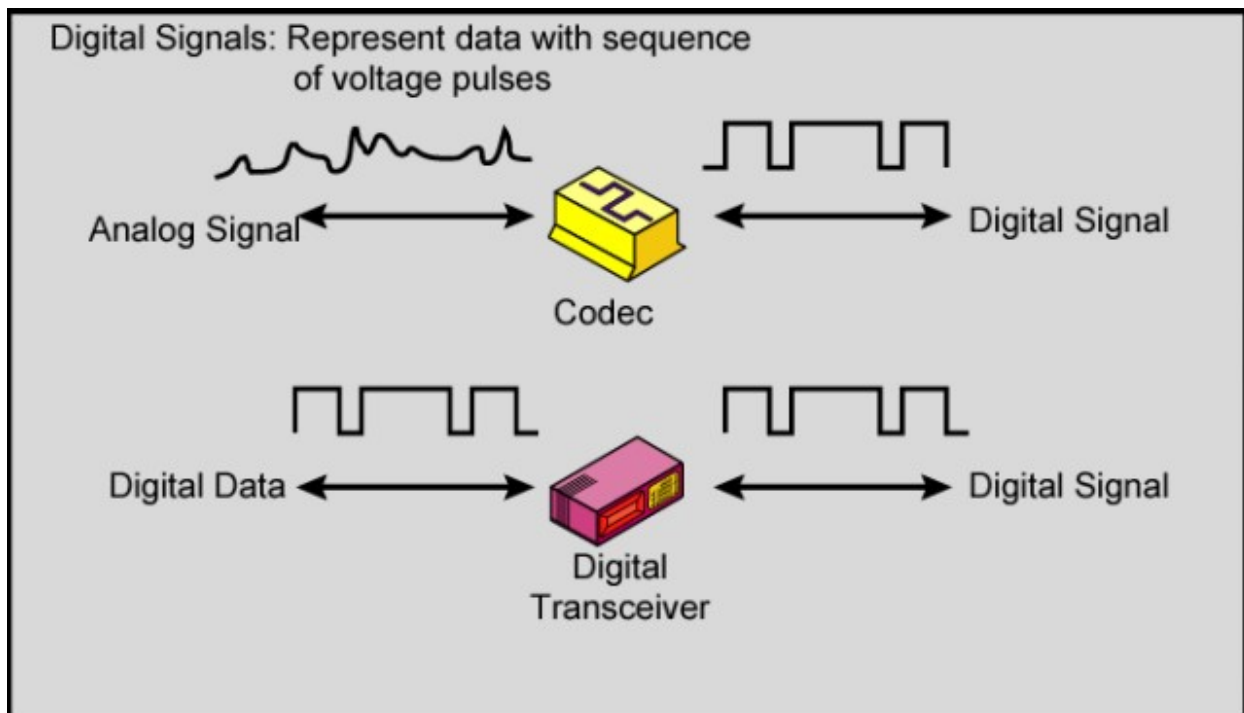 Digital Signals: Represent data with sequence
of voltage pulses
Analog Signal
Digital Signal
Codec
Digital Data
Digital Signal
Digital
Transceiver